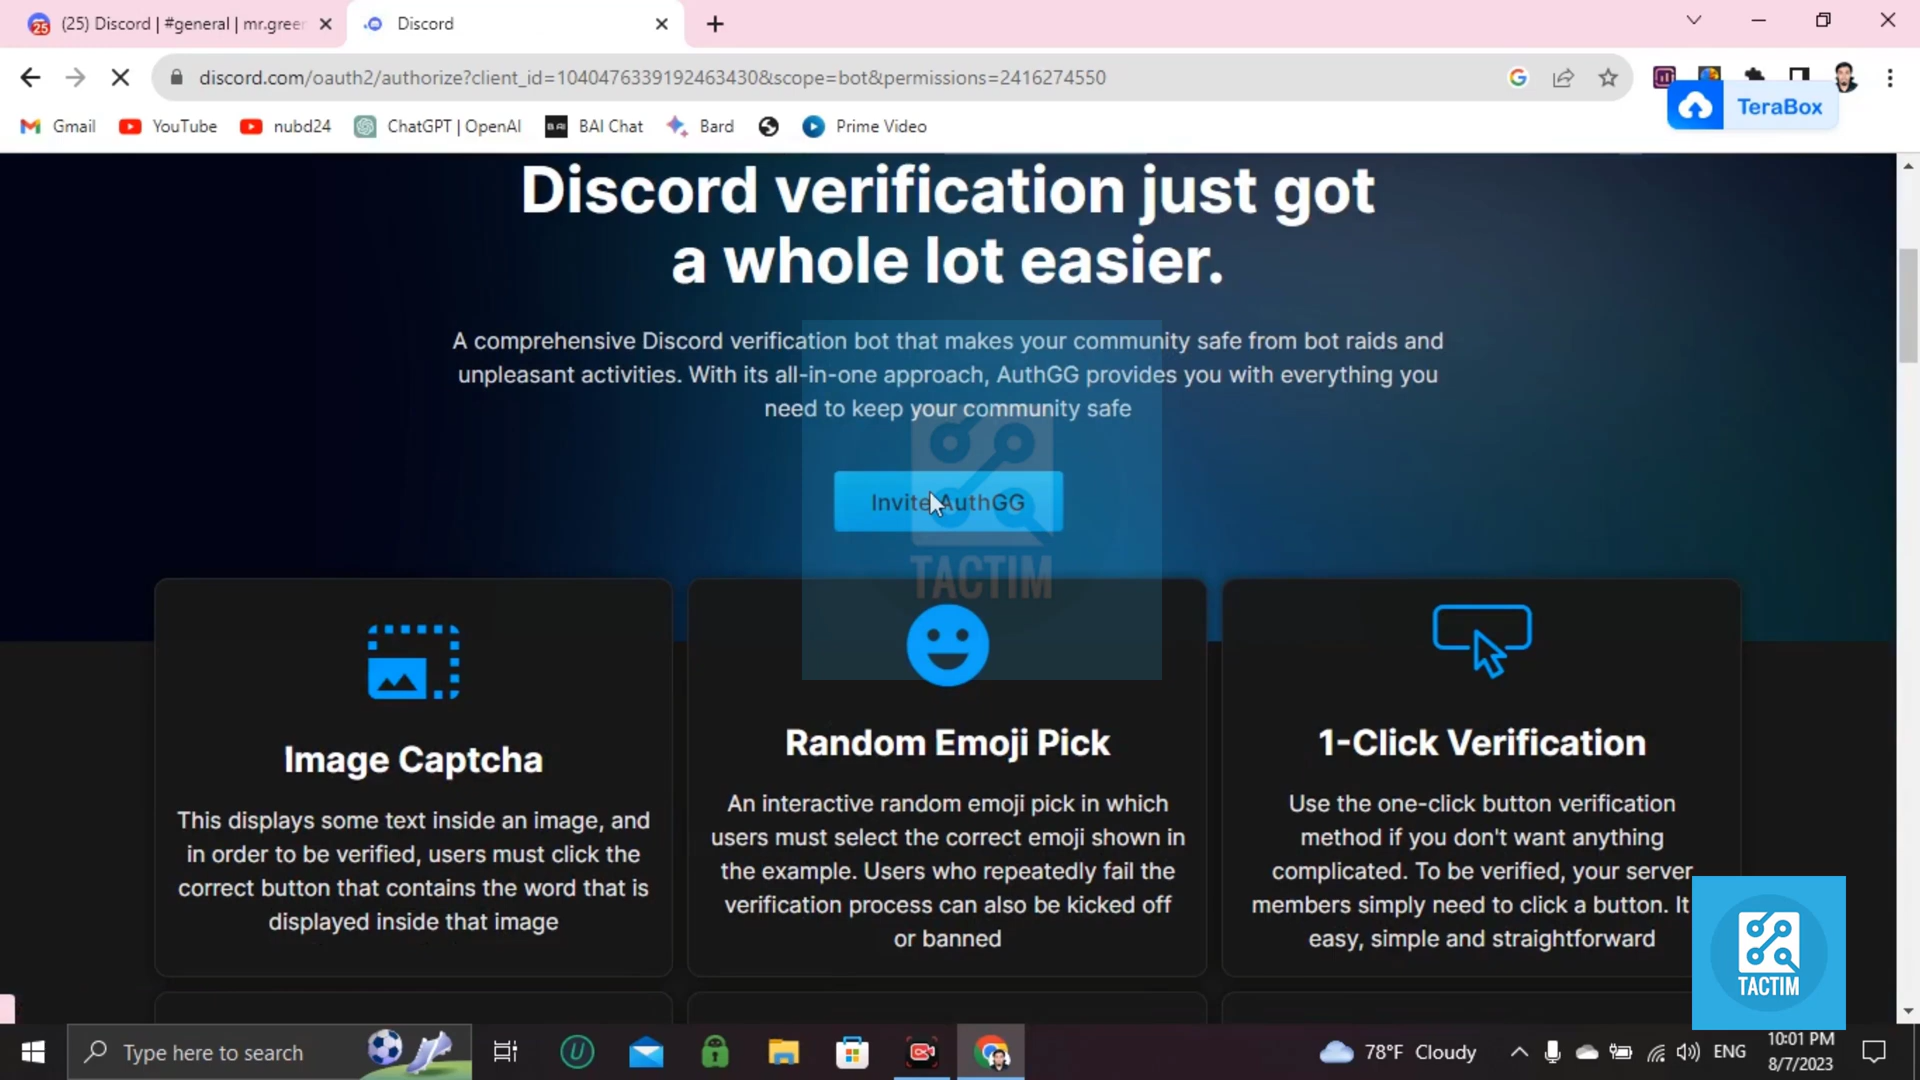 (25) Discord | #general | mr.greer
Discord
discord.com/oauth2/authorize?client_id=1040476339192463430&scope=bot&permissions=2416274550
TeraBox
Gmail
YouTube
nubd24
ChatGPT | OpenAI
BAI Chat
Bard
Prime Video
Discord verification just got
a whole lot easier.
A comprehensive Discord verification bot that makes your community safe from bot raids and
unpleasant activities. With its all-in-one approach, AuthGG provides you with everything you
need to keep your community safe
Invite AuthGG
TACTIM
Image Captcha
This displays some text inside an image, and
in order to be verified, users must click the
correct button that contains the word that is
displayed inside that image
Random Emoji Pick
An interactive random emoji pick in which
users must select the correct emoji shown in
the example. Users who repeatedly fail the
verification process can also be kicked off
or banned
1-Click Verification
Use the one-click button verification
method if you don't want anything
complicated. To be verified, your server
members simply need to click a button. It
easy, simple and straightforward
TACTIM
Type here to search
78°F Cloudy
ENG
10:01 PM
8/7/2023